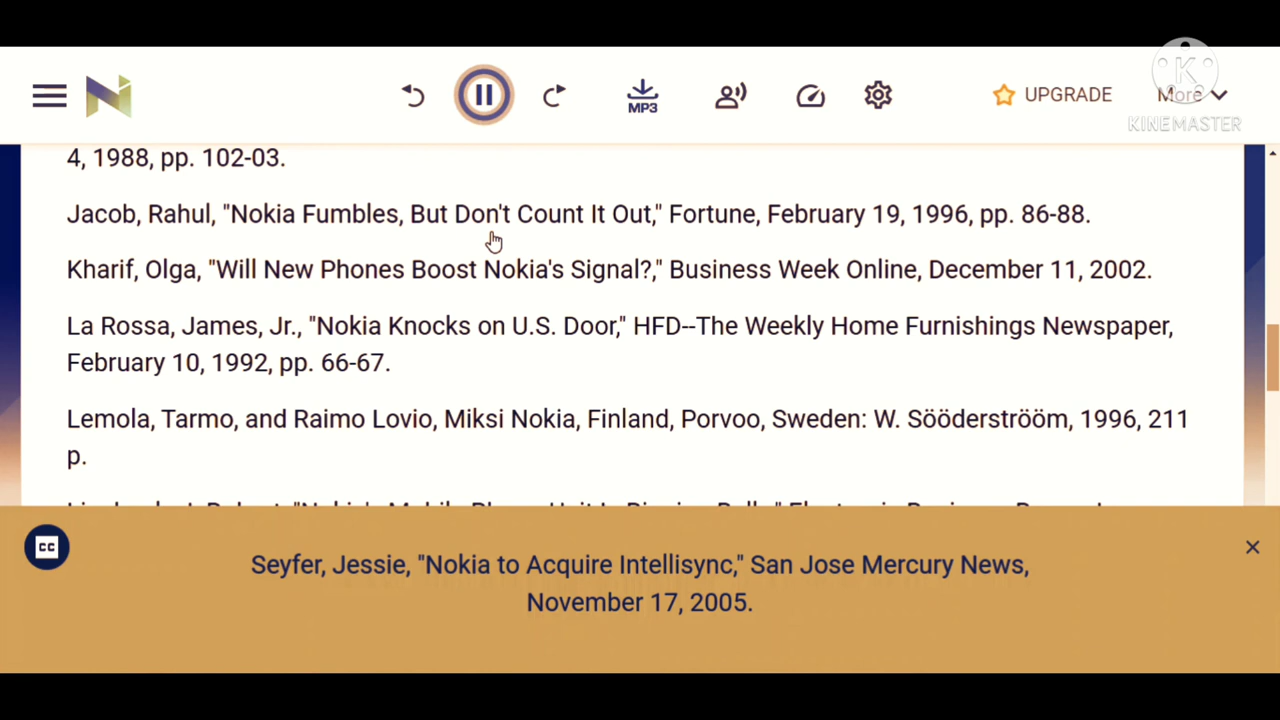 MP3
UPGRADE
More
KINEMASTER
4, 1988, pp. 102-03.
Jacob, Rahul, "Nokia Fumbles, But Don't Count It Out," Fortune, February 19, 1996, pp. 86-88.
Kharif, Olga, "Will New Phones Boost Nokia's Signal?," Business Week Online, December 11, 2002.
La Rossa, James, Jr., "Nokia Knocks on U.S. Door," HFD--The Weekly Home Furnishings Newspaper,
February 10, 1992, pp. 66-67.
Lemola, Tarmo, and Raimo Lovio, Miksi Nokia, Finland, Porvoo, Sweden: W. Sööderströöm, 1996, 211
p.
CC
Seyfer, Jessie, "Nokia to Acquire Intellisync," San Jose Mercury News,
November 17, 2005.